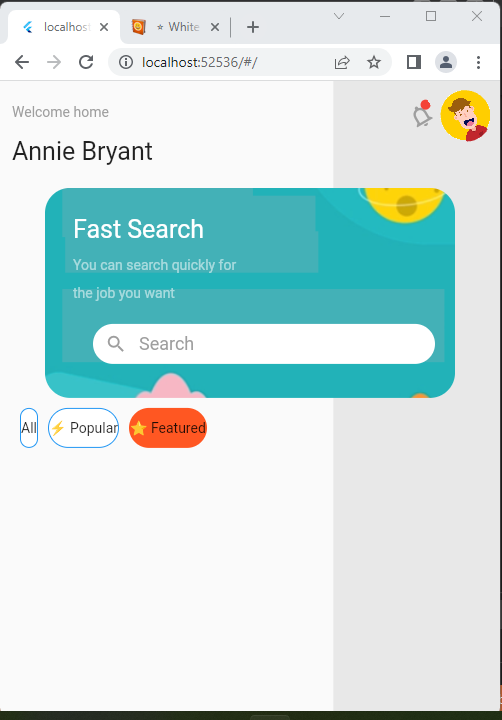 localhost
⭐ White
localhost:52536/#/
Welcome home
Annie Bryant
Fast Search
You can search quickly for
the job you want
Search
All
⚡ Popular
⭐ Featured